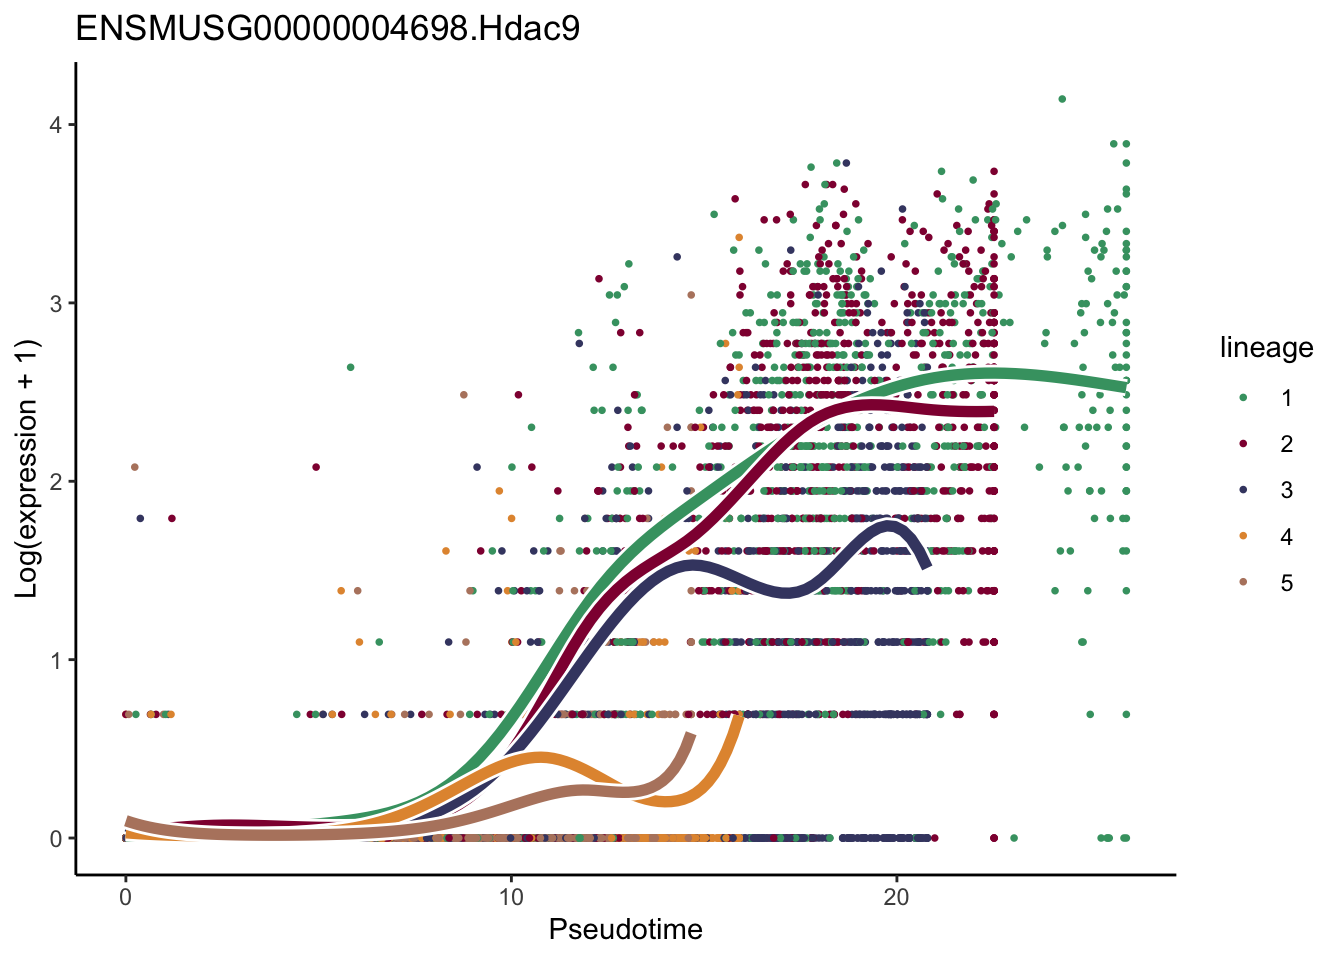 ENSMUSG00000004698.Hdac9
Log(expression + 1)
4
3
2
1
0
0 10 20
Pseudotime
lineage
1
2
3
4
5